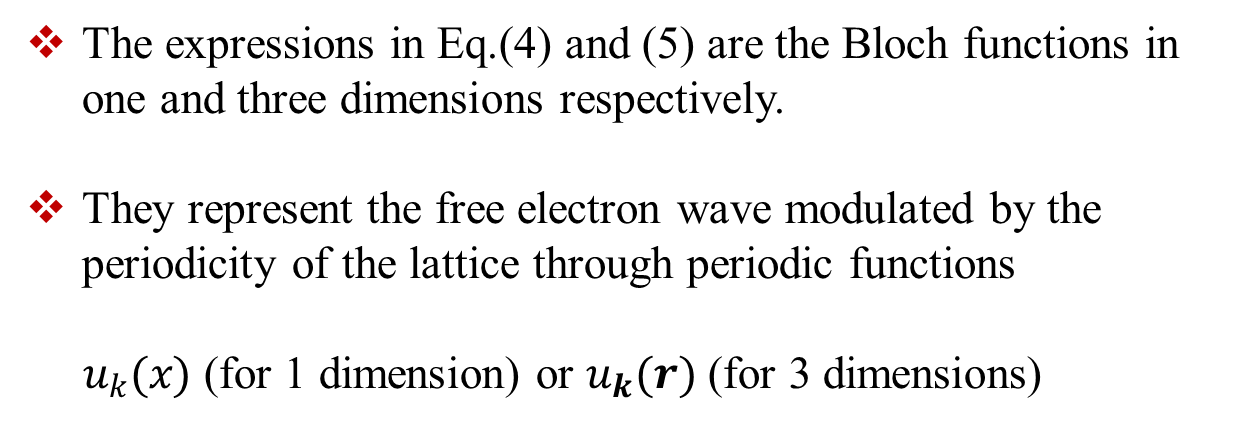 ❖ The expressions in Eq.(4) and (5) are the Bloch functions in
one and three dimensions respectively.
❖ They represent the free electron wave modulated by the
periodicity of the lattice through periodic functions
𝑢ₖ(𝑥) (for 1 dimension) or 𝑢𝒌(𝒓) (for 3 dimensions)